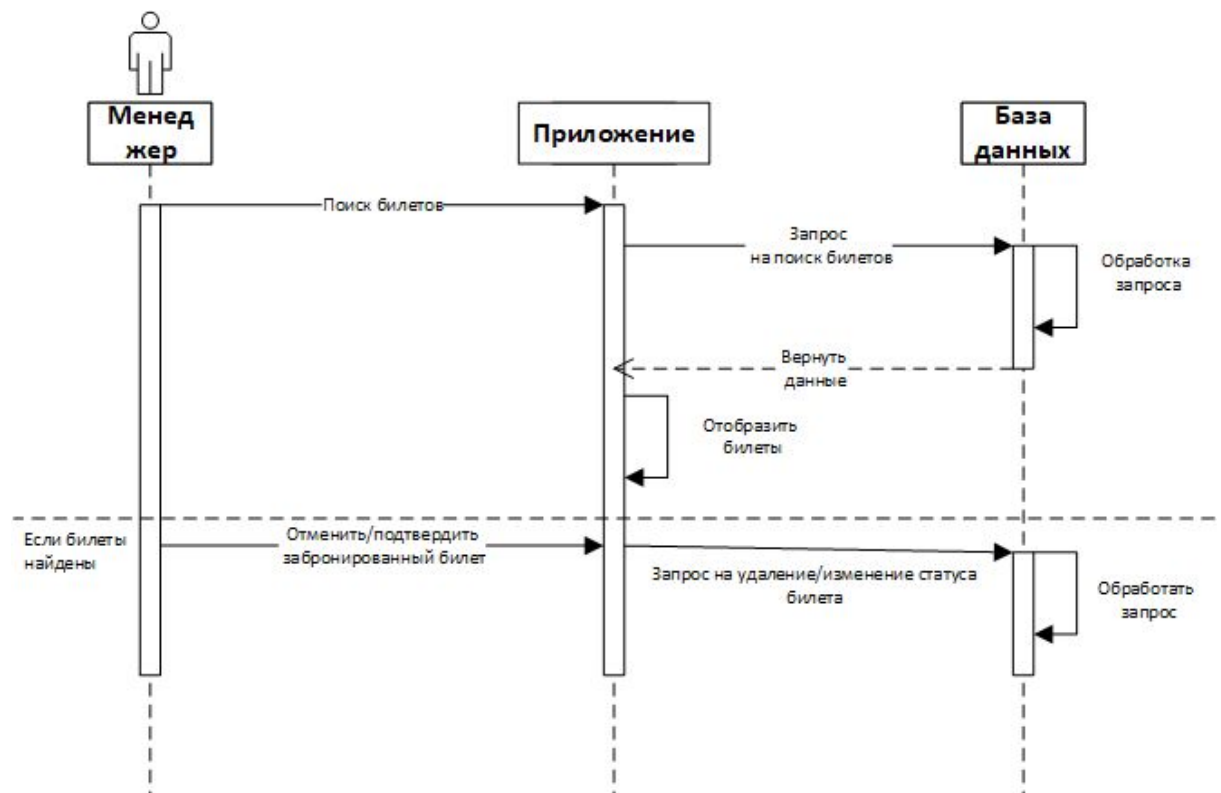 Менед
жер
Приложение
База
данных
Поиск билетов
Запрос
на поиск билетов
Обработка
запроса
Вернуть
данные
Отобразить
билеты
Если билеты
найдены
Отменить/подтвердить
забронированный билет
Запрос на удаление/изменение статуса
билета
Обработать
запрос